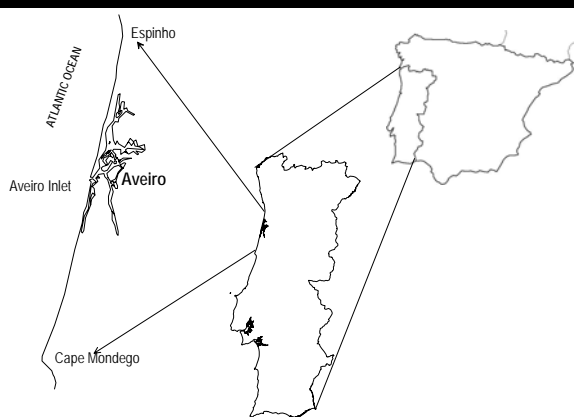 Espinho
ATLANTIC OCEAN
Aveiro Inlet
Aveiro
Cape Mondego